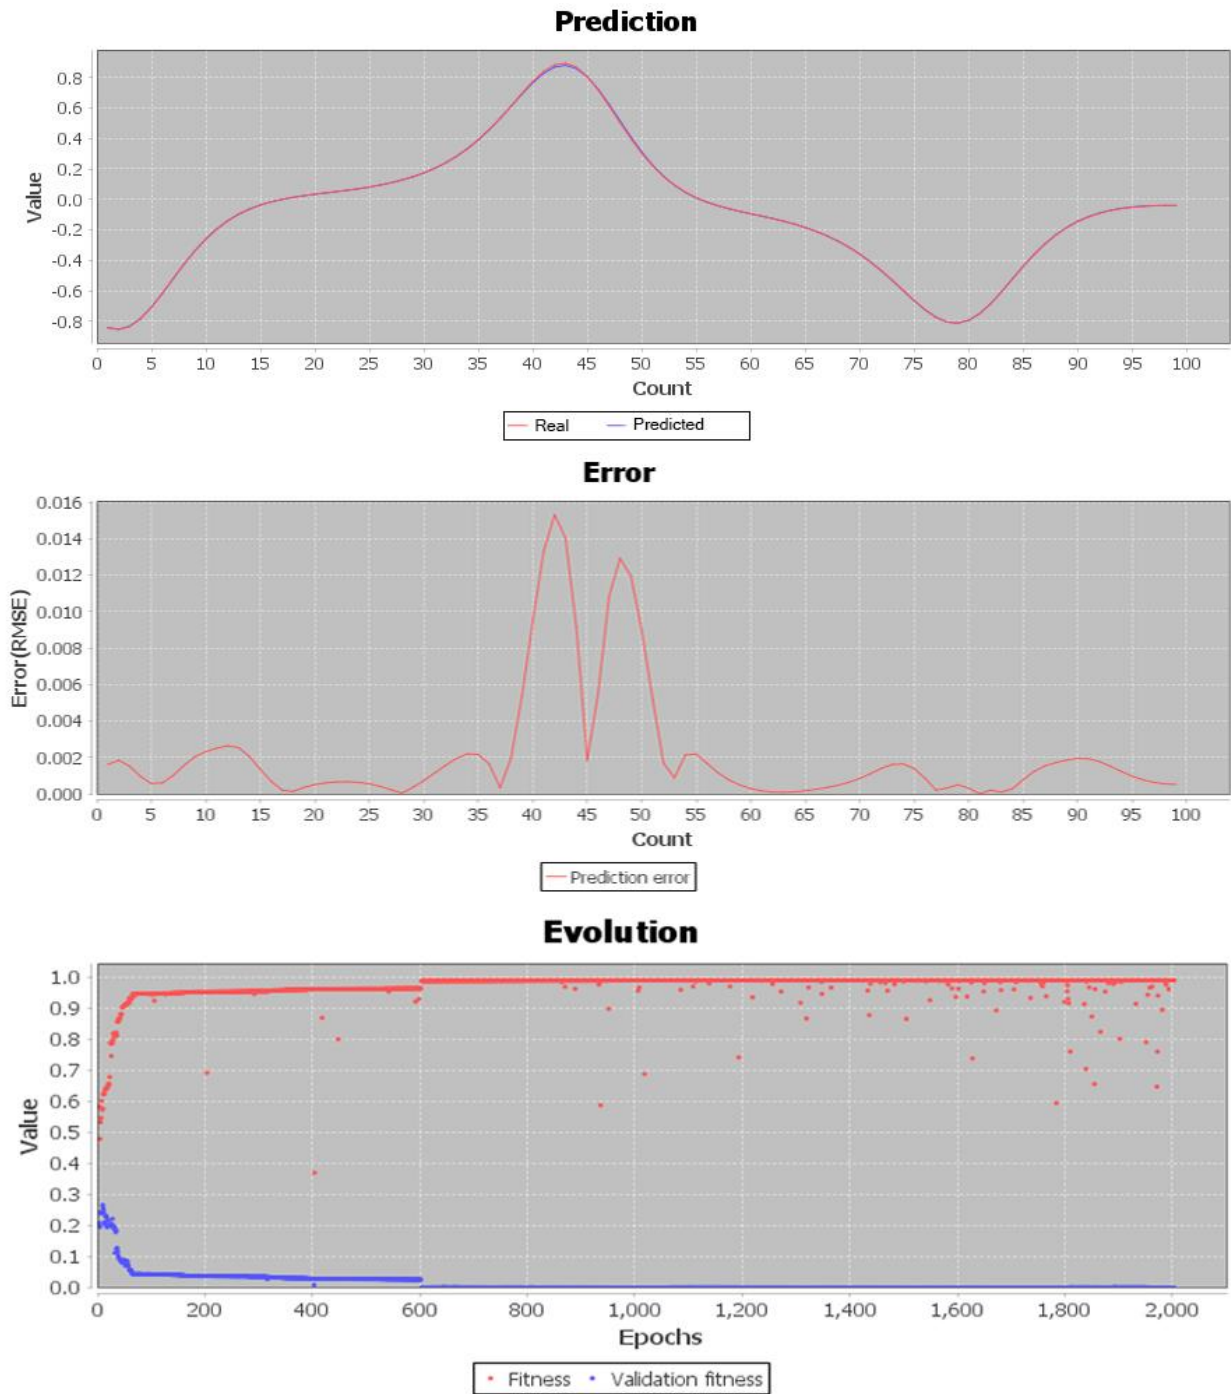 Prediction
0.8
0.6
0.4
0.2
0.0
-0.2
-0.4
-0.6
-0.8
Value
0 5 10 15 20 25 30 35 40 45 50 55 60 65 70 75 80 85 90 95 100
Count
Real Predicted
Error
0.016
0.014
0.012
0.010
0.008
0.006
0.004
0.002
0.000
Error(RMSE)
0 5 10 15 20 25 30 35 40 45 50 55 60 65 70 75 80 85 90 95 100
Count
Prediction error
Evolution
1.0
0.9
0.8
0.7
0.6
0.5
0.4
0.3
0.2
0.1
0.0
Value
0 200 400 600 800 1,000 1,200 1,400 1,600 1,800 2,000
Epochs
Fitness Validation fitness